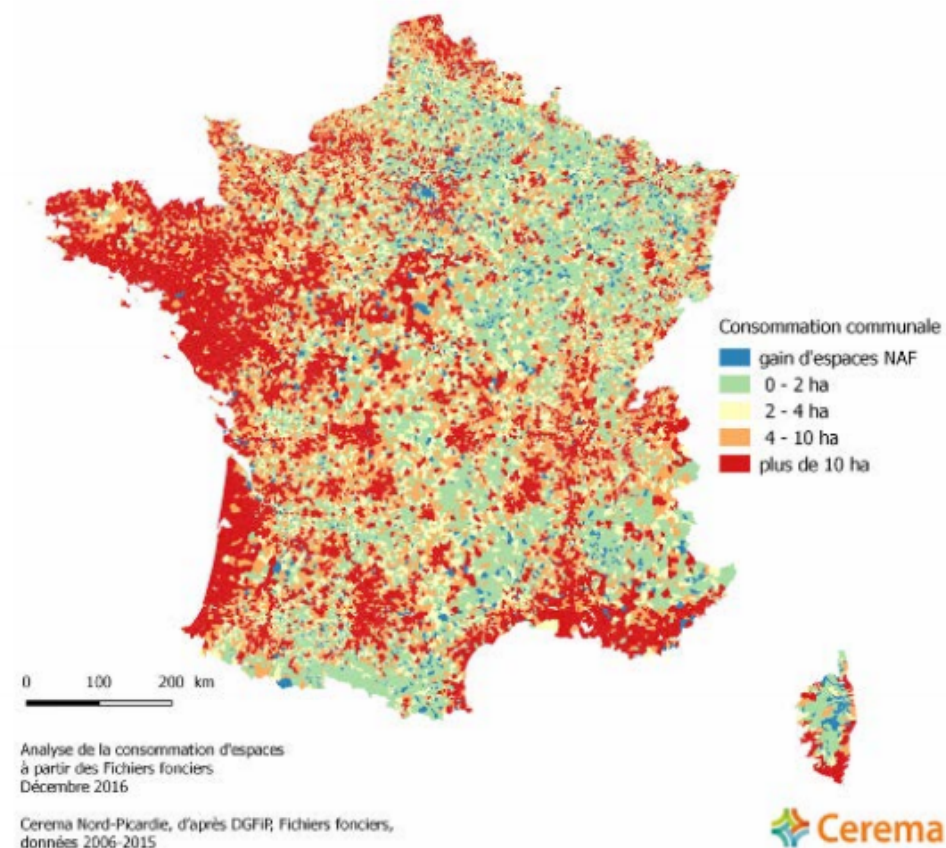 Consommation communale
gain d'espaces NAF
0 - 2 ha
2 - 4 ha
4 - 10 ha
plus de 10 ha
0 100 200 km
Analyse de la consommation d'espaces
à partir des Fichiers fonciers
Décembre 2016
Cerema Nord-Picardie, d'après DGFiP, Fichiers fonciers,
données 2006-2015
Cerema